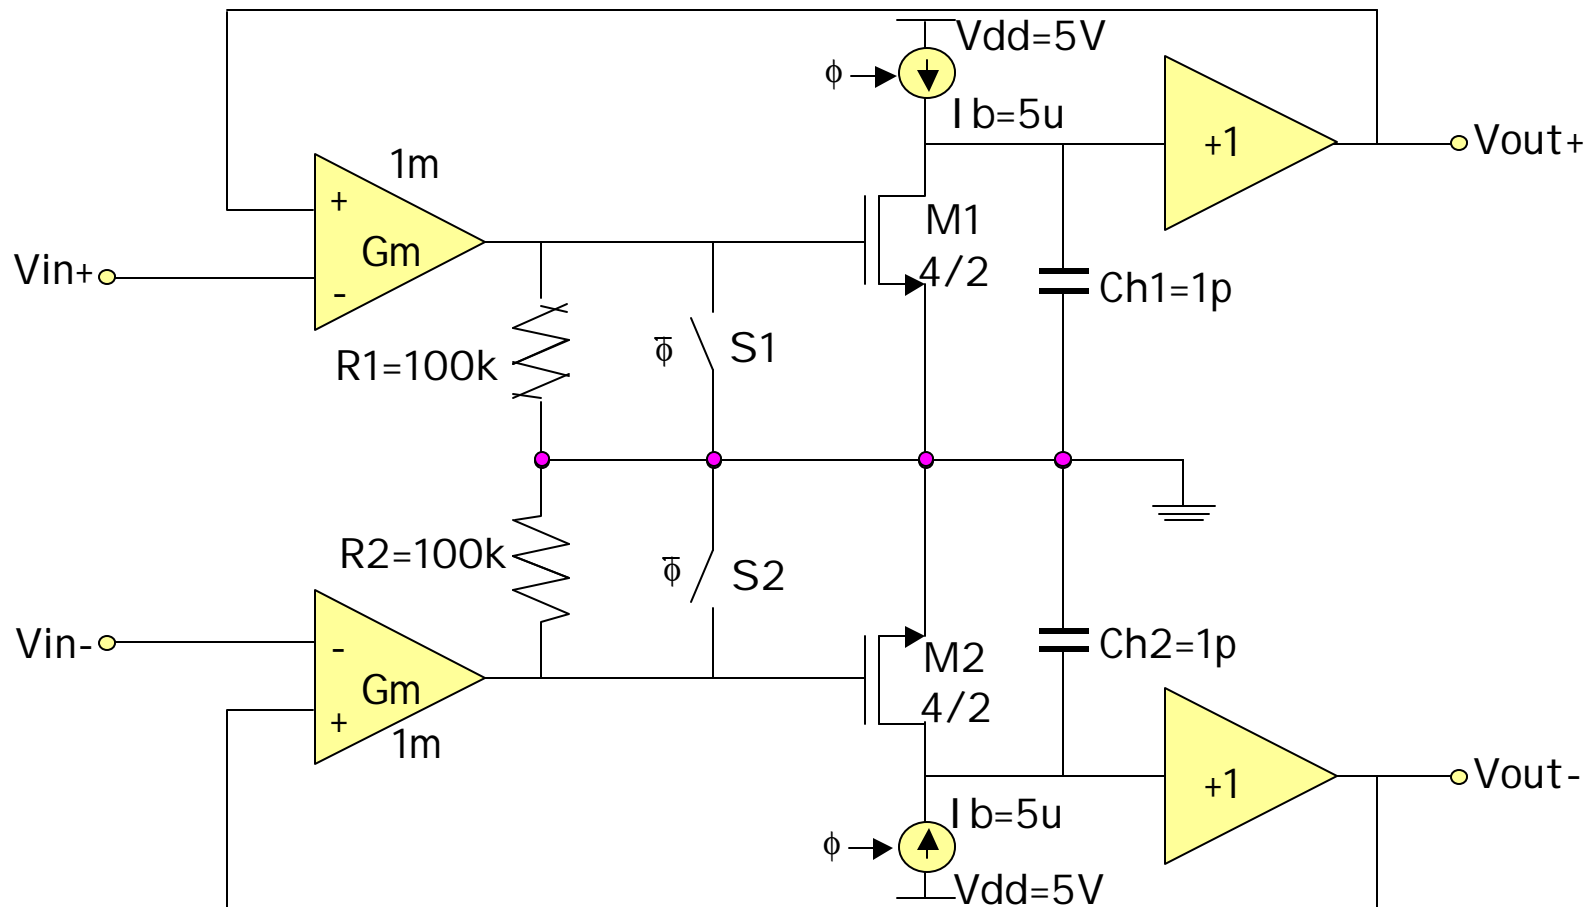 Vdd=5V
ϕ
Ib=5u
+1
Vout+
1m
+
Gm
-
Vin+
M1
4/2
Ch1=1p
R1=100k
ϕ̅
S1
R2=100k
ϕ̅
S2
Vin-
-
Gm
+
1m
M2
4/2
Ch2=1p
+1
Vout-
Ib=5u
ϕ
Vdd=5V